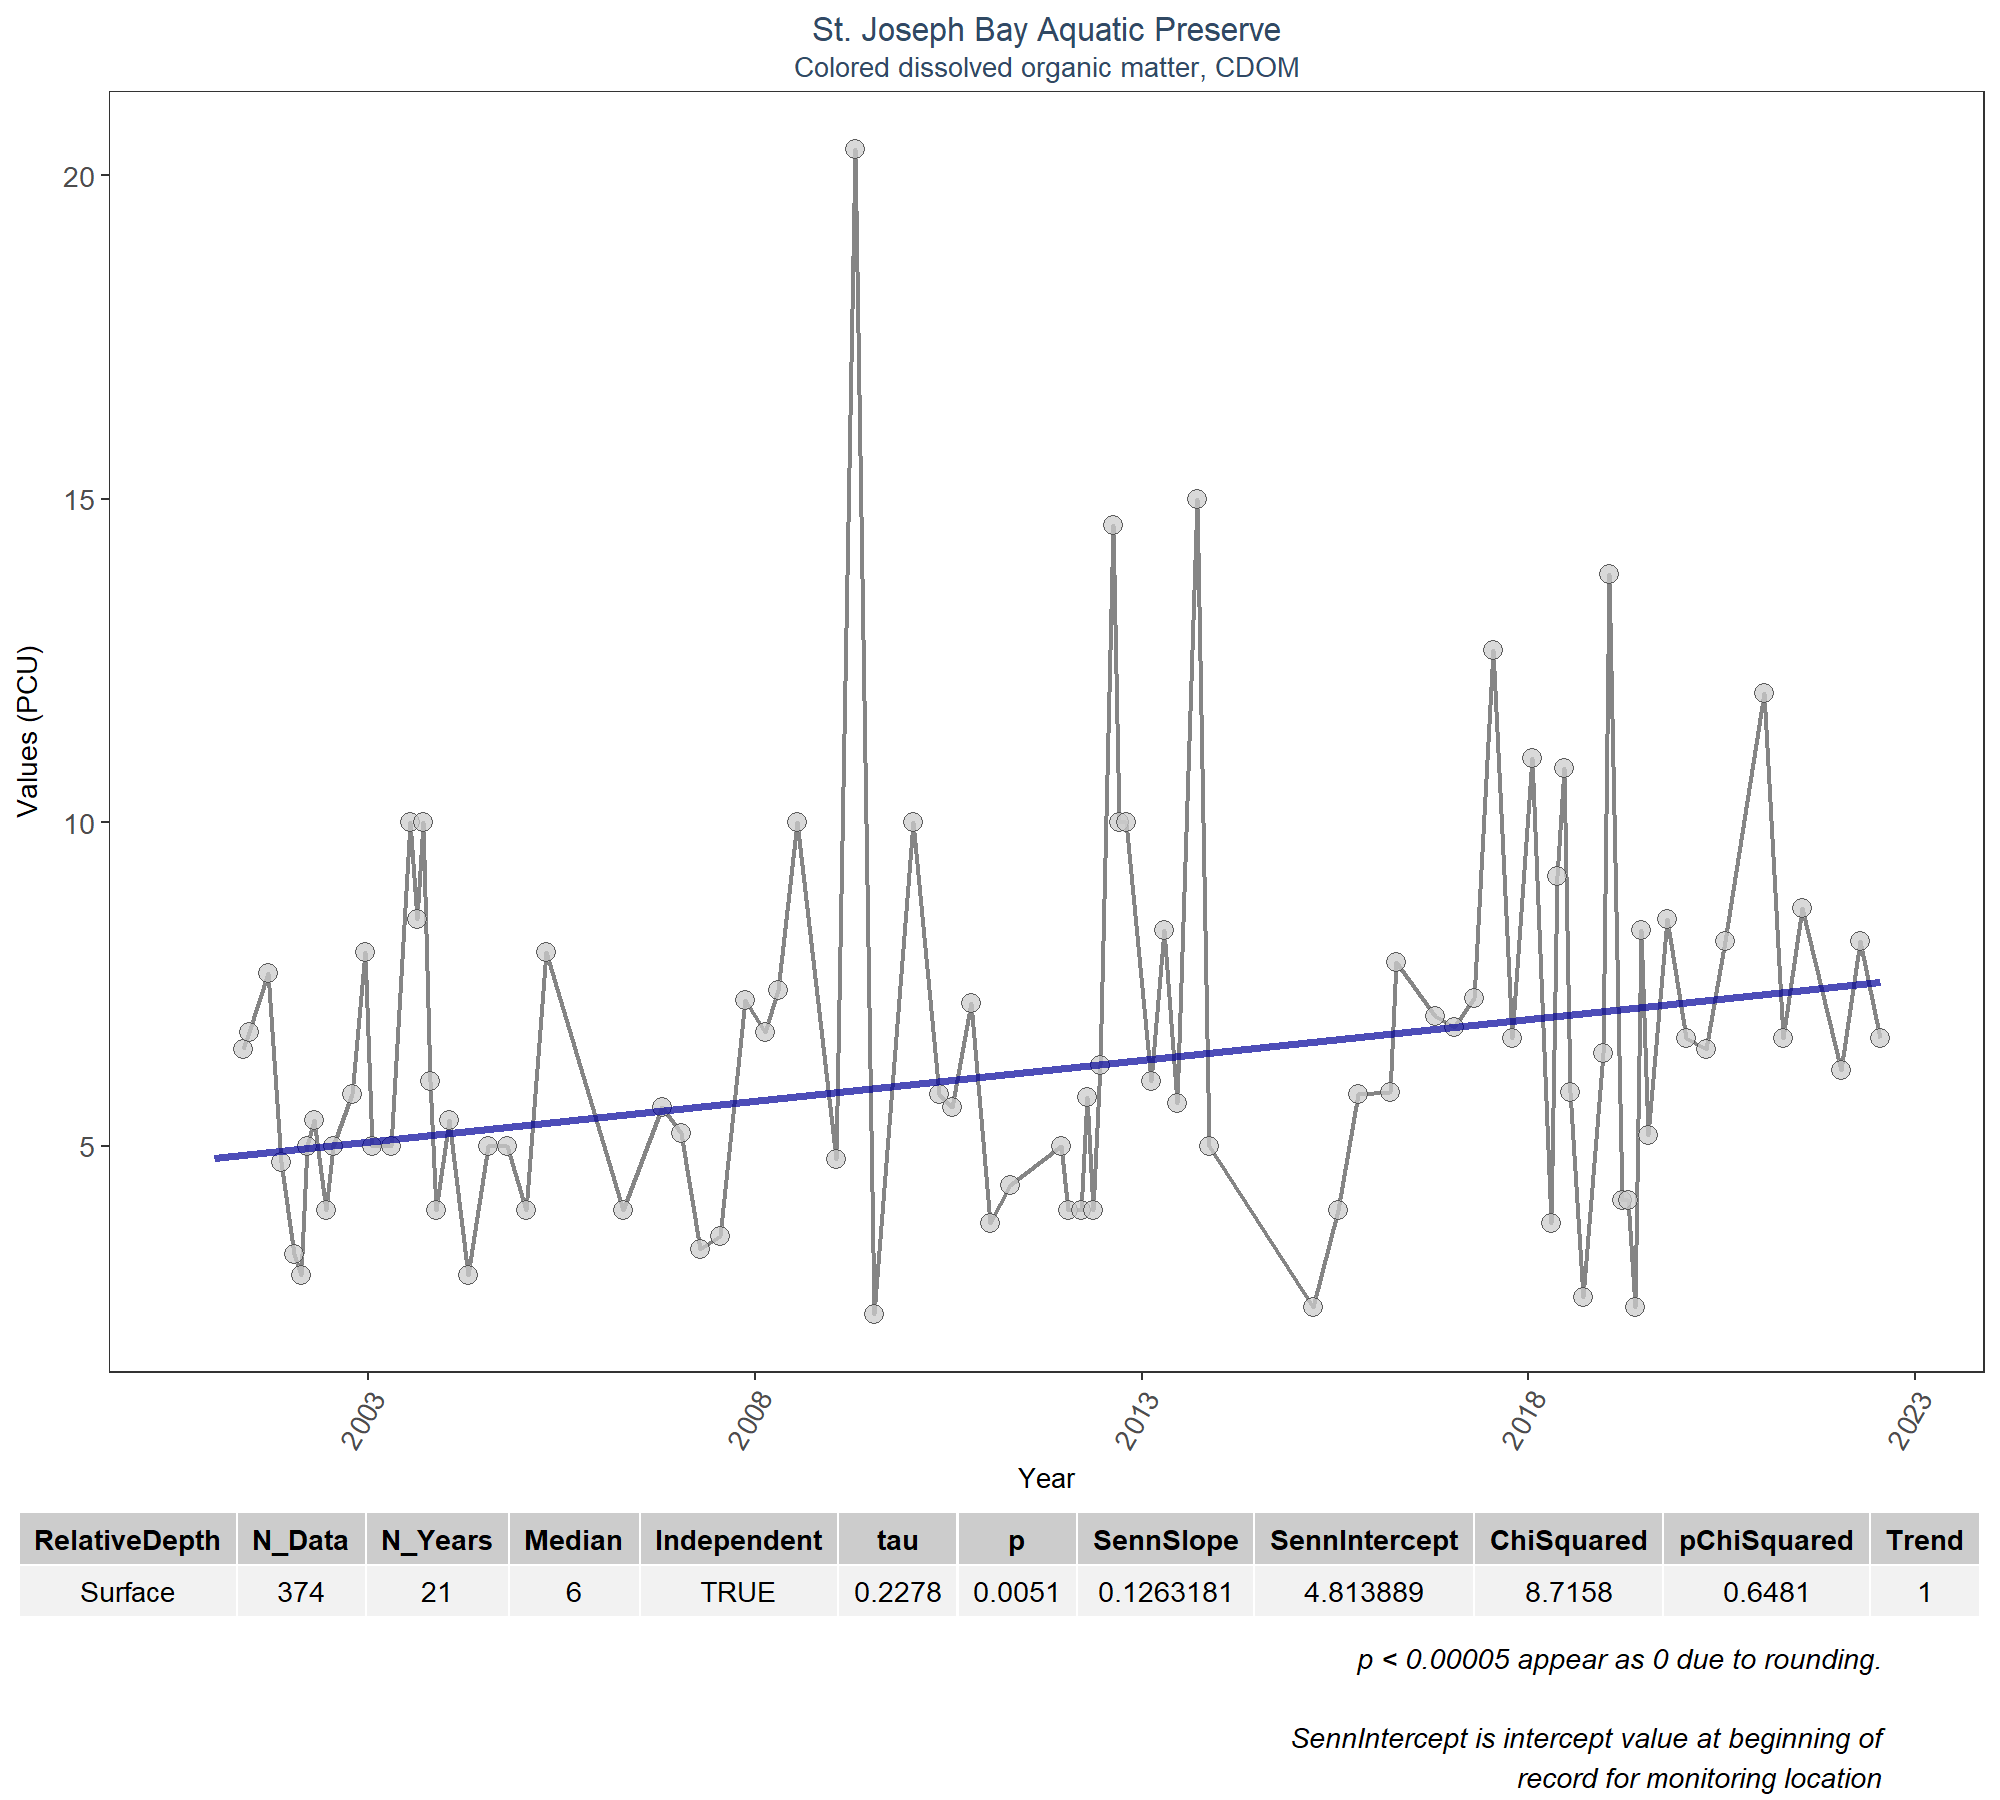 St. Joseph Bay Aquatic Preserve
Colored dissolved organic matter, CDOM
20
15
10
5
Values (PCU)
2003 2008 2013 2018 2023
Year
RelativeDepth N_Data N_Years Median Independent tau p SennSlope SennIntercept ChiSquared pChiSquared Trend
Surface 374 21 6 TRUE 0.2278 0.0051 0.1263181 4.813889 8.7158 0.6481 1
p < 0.00005 appear as 0 due to rounding.
SennIntercept is intercept value at beginning of
record for monitoring location